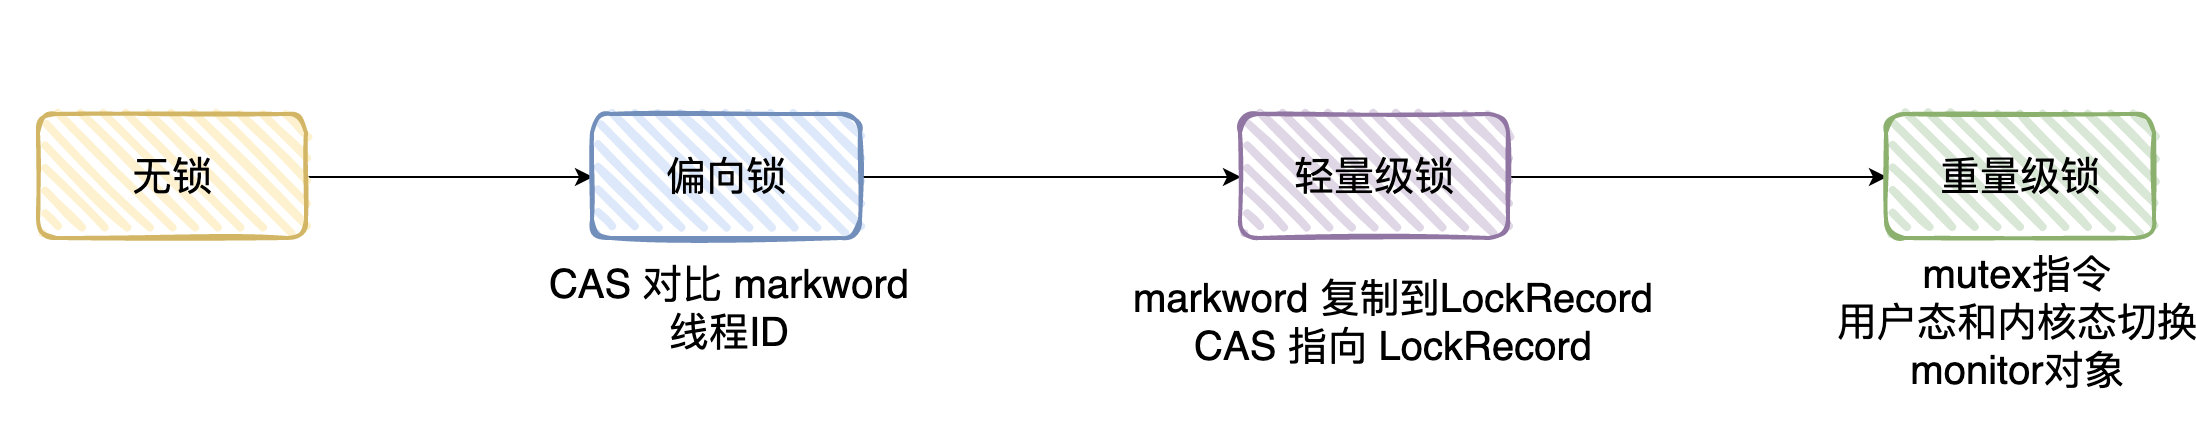 无锁
偏向锁
轻量级锁
重量级锁
CAS 对比 markword
线程ID
markword 复制到LockRecord
CAS 指向 LockRecord
mutex指令
用户态和内核态切换
monitor对象